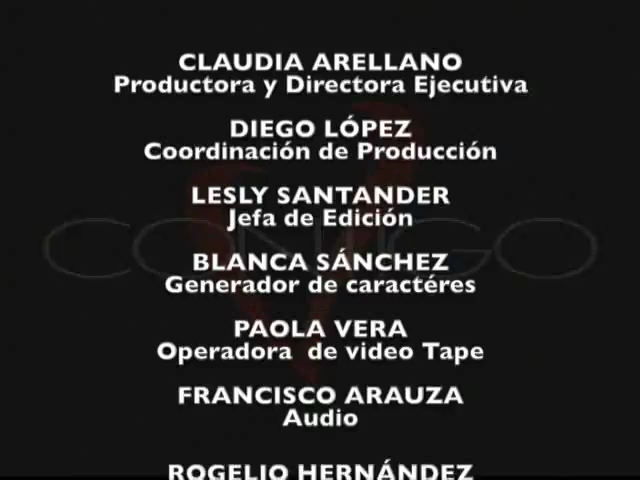 CLAUDIA ARELLANO
Productora y Directora Ejecutiva
DIEGO LÓPEZ
Coordinación de Producción
LESLY SANTANDER
Jefa de Edición
CONTIGO
BLANCA SÁNCHEZ
Generador de caractéres
PAOLA VERA
Operadora de video Tape
FRANCISCO ARAUZA
Audio
ROGELIO HERNÁNDEZ